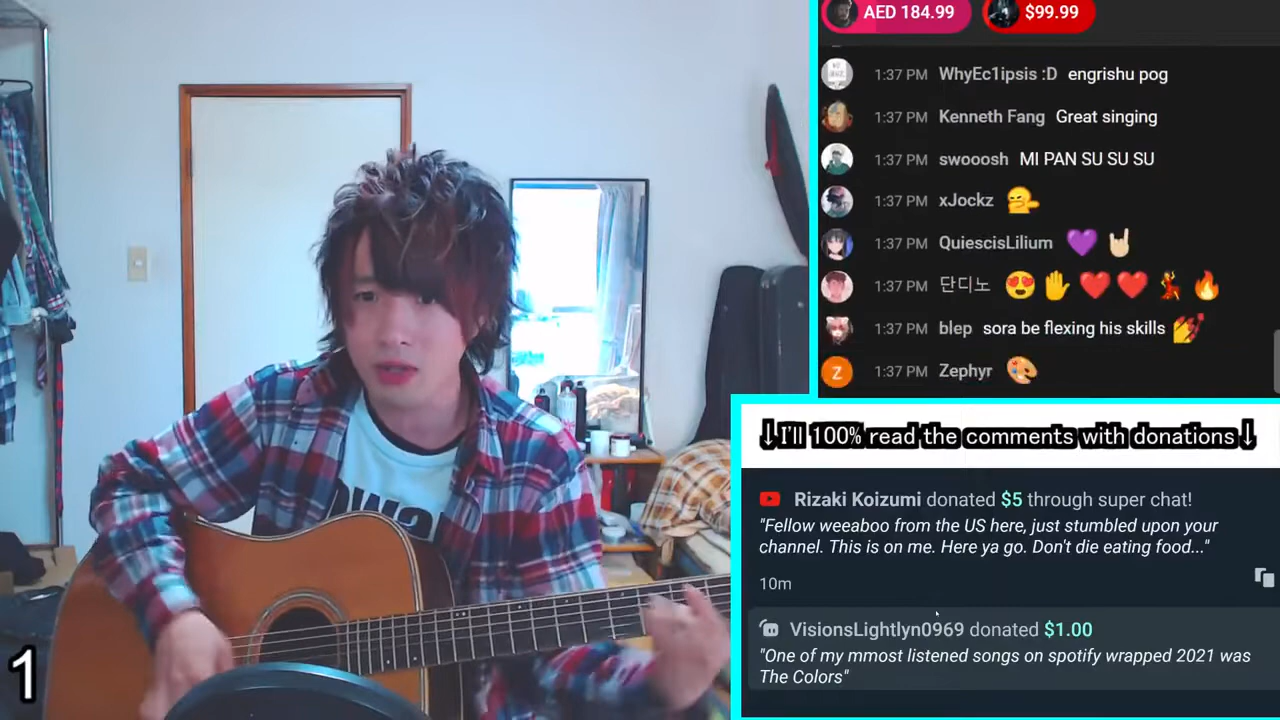 AED 184.99
$99.99
1:37 PM WhyEc1ipsis :D engrishu pog
1:37 PM Kenneth Fang Great singing
1:37 PM swooosh MI PAN SU SU SU
1:37 PM xJockz
1:37 PM QuiescisLilium
1:37 PM 단디노
1:37 PM blep sora be flexing his skills
Z 1:37 PM Zephyr
↓I'll 100% read the comments with donations↓
Rizaki Koizumi donated $5 through super chat!
"Fellow weeaboo from the US here, just stumbled upon your
channel. This is on me. Here ya go. Don't die eating food..."
10m
VisionsLightlyn0969 donated $1.00
"One of my mmost listened songs on spotify wrapped 2021 was
The Colors"
1